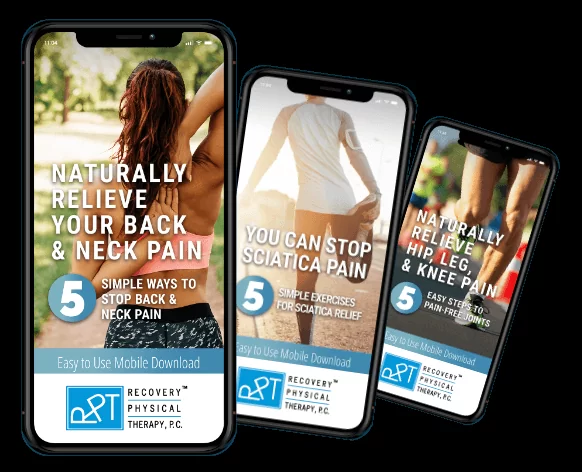 11:34
NATURALLY
RELIEVE
YOUR BACK
& NECK PAIN
5
SIMPLE WAYS TO
STOP BACK &
NECK PAIN
Easy to Use Mobile Download
RPT
RECOVERY™
PHYSICAL
THERAPY, P.C.
YOU CAN STOP
SCIATICA PAIN
5
SIMPLE EXERCISES
FOR SCIATICA RELIEF
Easy to Use Mobile Download
RPT
RECOVERY™
PHYSICAL
THERAPY, P.C.
NATURALLY
RELIEVE
HIP, LEG,
& KNEE PAIN
5
EASY STEPS TO
PAIN-FREE JOINTS
Easy to Use Mobile Download
RPT
RECOVERY™
PHYSICAL
THERAPY, P.C.